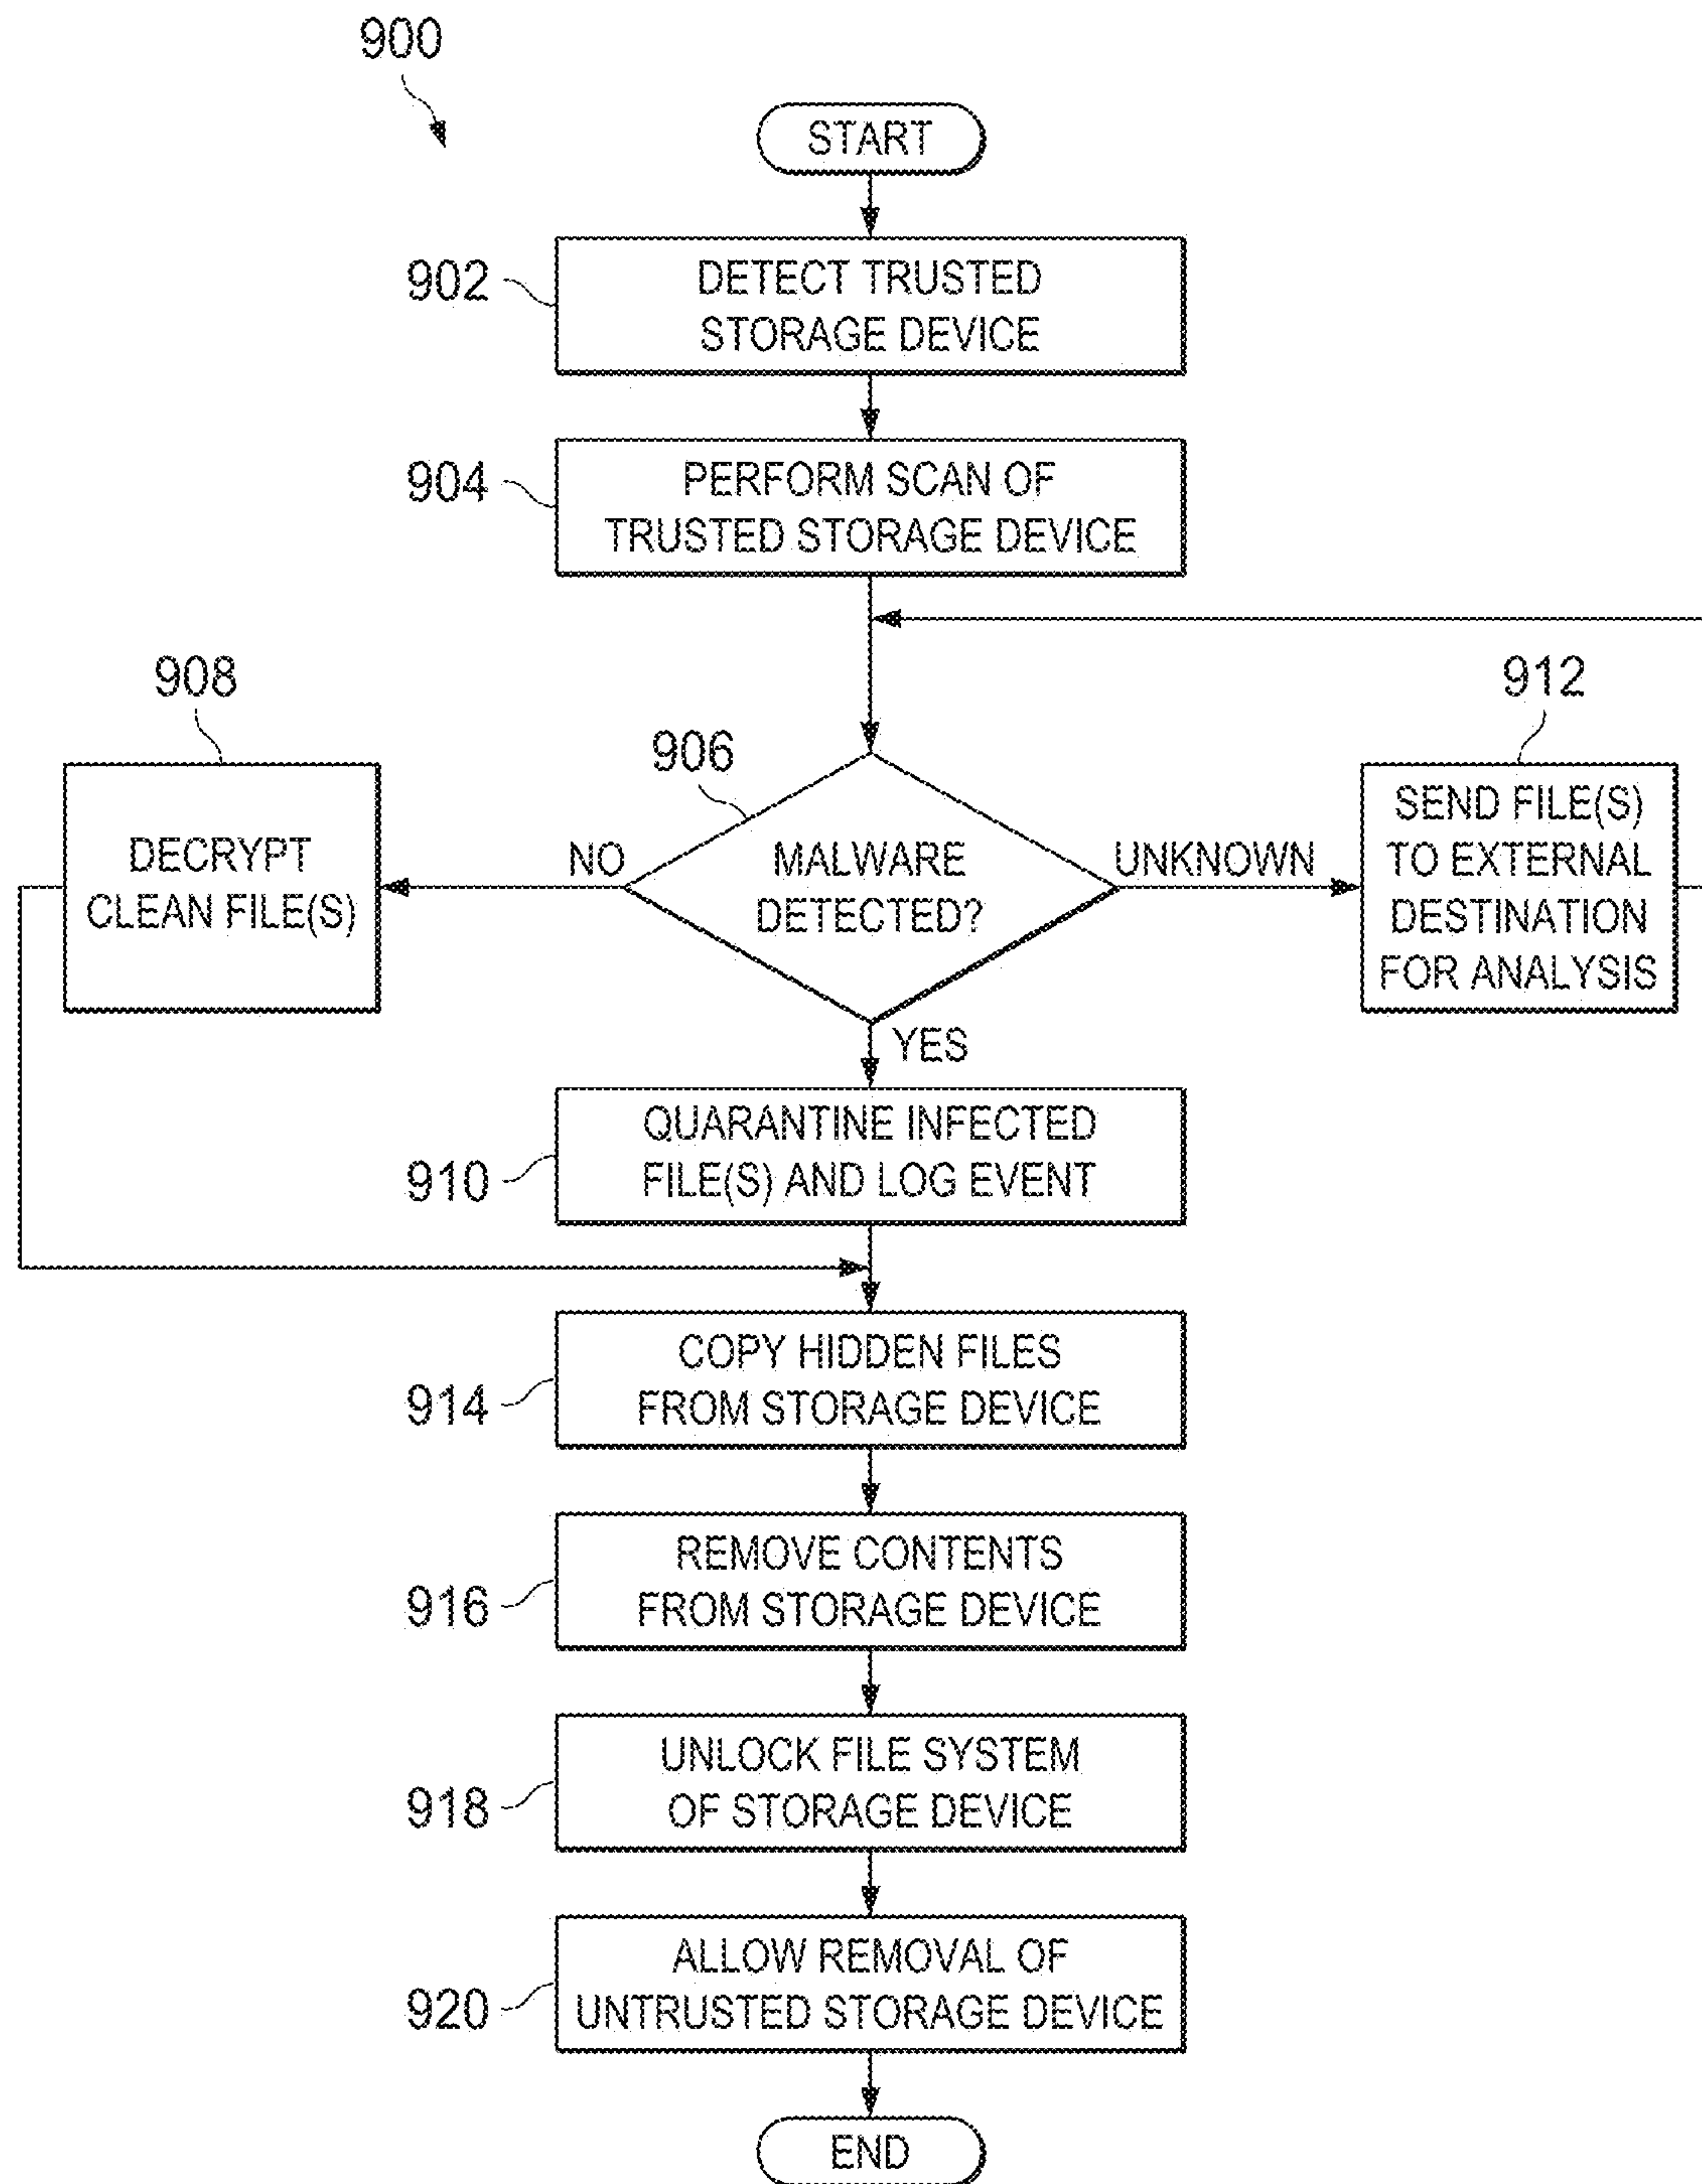 900
START
902
DETECT TRUSTED
STORAGE DEVICE
904
PERFORM SCAN OF
TRUSTED STORAGE DEVICE
908
912
906
DECRYPT
CLEAN FILE(S)
NO
MALWARE
DETECTED?
UNKNOWN
SEND FILE(S)
TO EXTERNAL
DESTINATION
FOR ANALYSIS
YES
910
QUARANTINE INFECTED
FILE(S) AND LOG EVENT
914
COPY HIDDEN FILES
FROM STORAGE DEVICE
916
REMOVE CONTENTS
FROM STORAGE DEVICE
918
UNLOCK FILE SYSTEM
OF STORAGE DEVICE
920
ALLOW REMOVAL OF
UNTRUSTED STORAGE DEVICE
END